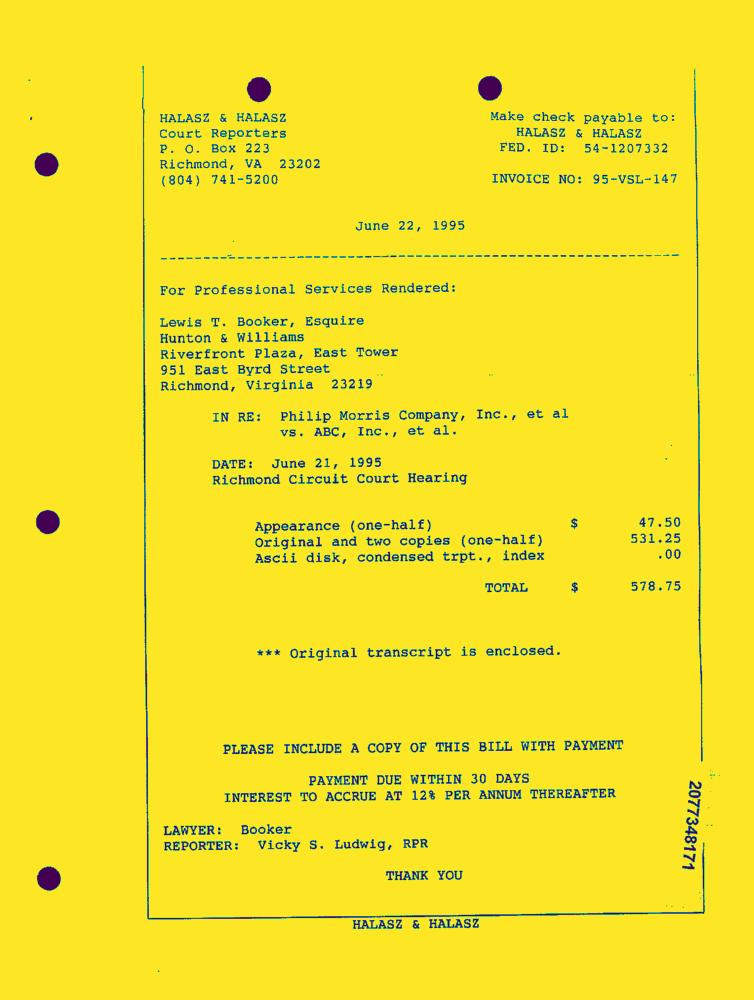 HALASZ & HALASZ
Court Reporters
P. O. Box 223
Richmond, VA 23202
(804) 741-5200
Make check payable to:
HALASZ & HALASZ
FED. ID: 54-1207332
INVOICE NO: 95-VSL-147
June 22, 1995
For Professional Services Rendered:
Lewis T. Booker, Esquire
Hunton & Williams
Riverfront Plaza, East Tower
951 East Byrd Street
Richmond, Virginia 23219
IN RE: Philip Morris Company, Inc., et al
vs. ABC, Inc., et al.
DATE: June 21, 1995
Richmond Circuit Court Hearing
Appearance (one-half) $ 47.50
Original and two copies (one-half) 531.25
Ascii disk, condensed trpt., index .00
TOTAL $ 578.75
*** Original transcript is enclosed.
PLEASE INCLUDE A COPY OF THIS BILL WITH PAYMENT
PAYMENT DUE WITHIN 30 DAYS
INTEREST TO ACCRUE AT 12% PER ANNUM THEREAFTER
LAWYER: Booker
REPORTER: Vicky S. Ludwig, RPR
THANK YOU
2077348171
HALASZ & HALASZ